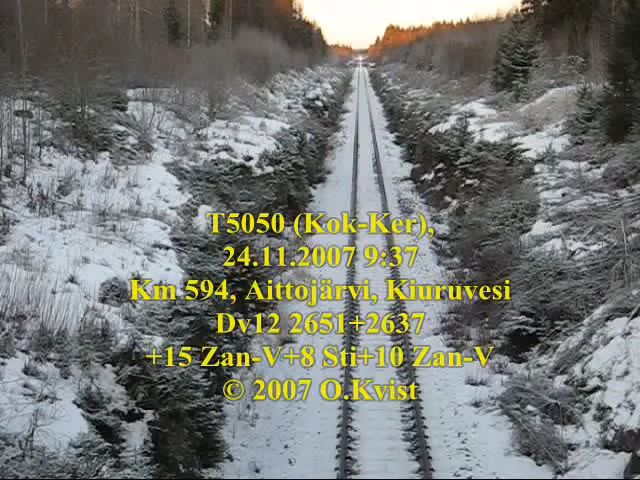 T5050 (Kok-Ker),
24.11.2007 9:37
Km 594, Aittojärvi, Kiuruvesi
Dv12 2651+2637
+15 Zan-V+8 Sti+10 Zan-V
© 2007 O.Kvist